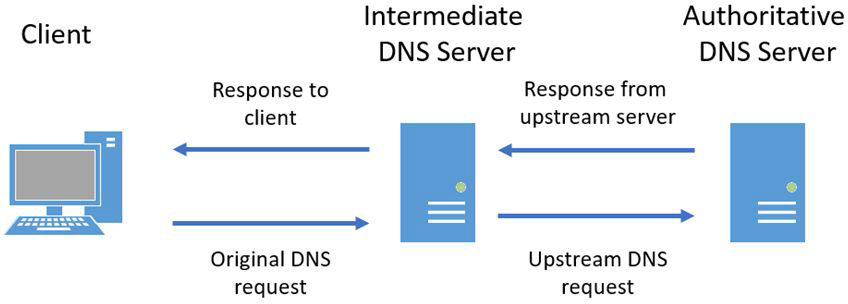 Client
Intermediate
DNS Server
Authoritative
DNS Server
Response to
client
Response from
upstream server
Original DNS
request
Upstream DNS
request